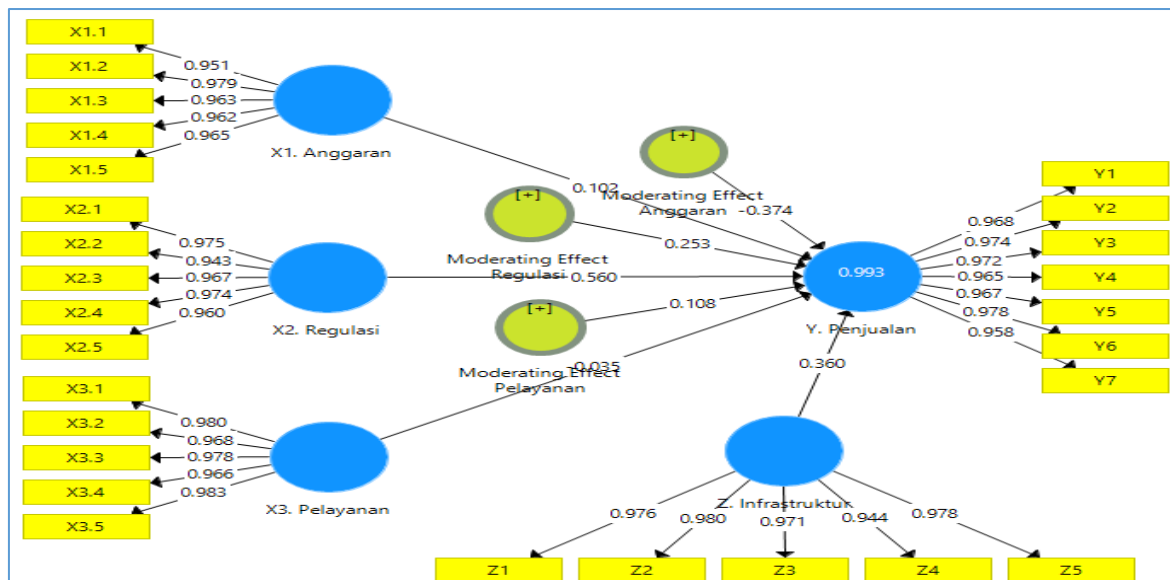 X1.1
X1.2
X1.3
X1.4
X1.5
0.951
0.979
0.963
0.962
0.965
X1. Anggaran
X2.1
X2.2
X2.3
X2.4
X2.5
0.975
0.943
0.967
0.974
0.960
X2. Regulasi
X3.1
X3.2
X3.3
X3.4
X3.5
0.980
0.968
0.978
0.966
0.983
X3. Pelayanan
[+]
Moderating Effect
Anggaran
-0.374
0.102
[+]
Moderating Effect
Regulasi
0.253
0.560
[+]
Moderating Effect
Pelayanan
0.108
0.993
Y. Penjualan
0.360
Y1
Y2
Y3
Y4
Y5
Y6
Y7
0.968
0.974
0.972
0.965
0.967
0.978
0.958
Z. Infrastruktur
0.976
0.980
0.971
0.944
0.978
Z1
Z2
Z3
Z4
Z5